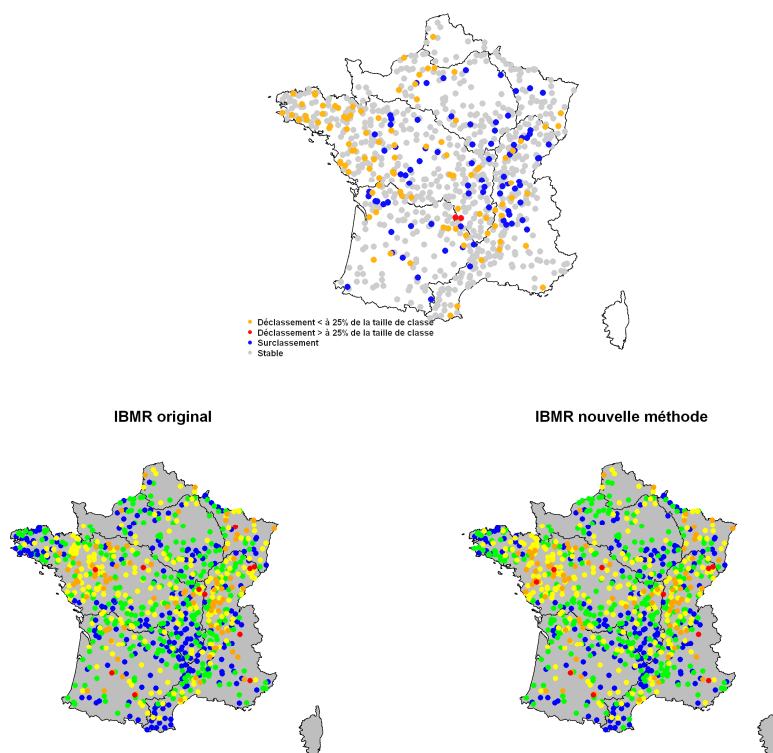 Déclassement < à 25% de la taille de classe
Déclassement > à 25% de la taille de classe
Surclassement
Stable
IBMR original
IBMR nouvelle méthode